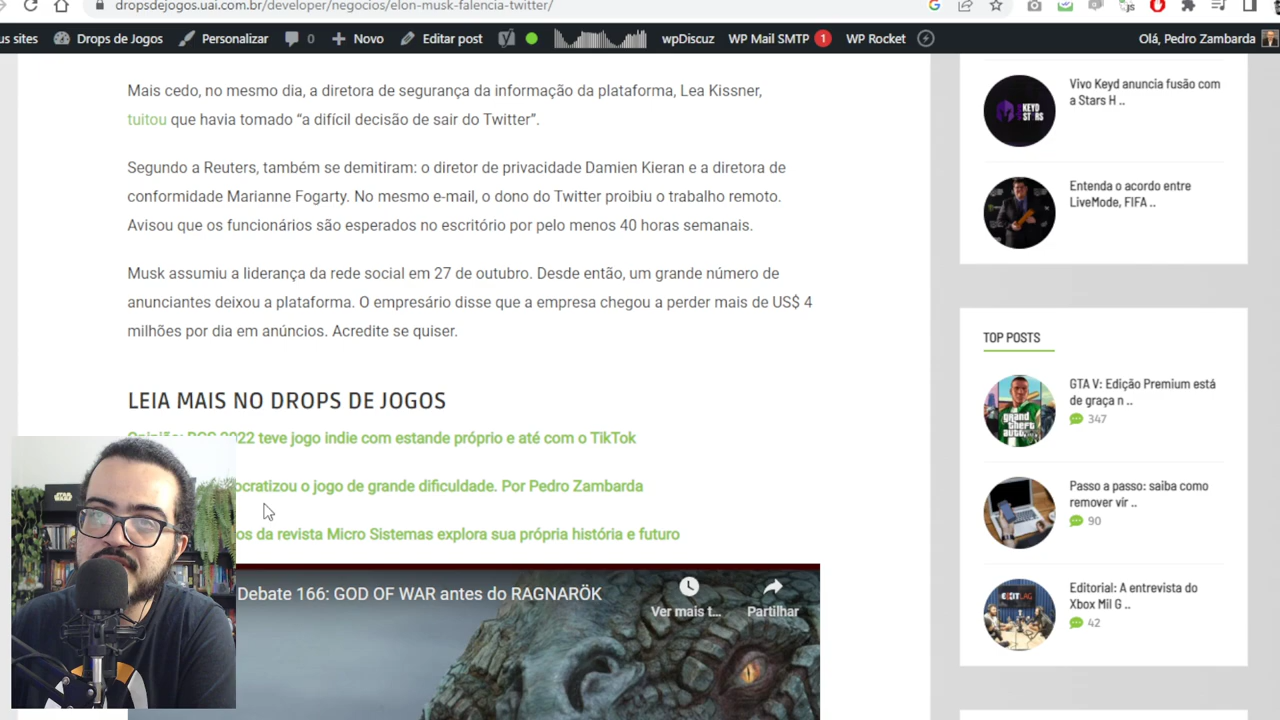 dropsdejogos.uai.com.br/developer/negocios/elon-musk-falencia-twitter/
us sites
Drops de Jogos
Personalizar
0
Novo
Editar post
wpDiscuz
WP Mail SMTP 1
WP Rocket
Olá, Pedro Zambarda
Mais cedo, no mesmo dia, a diretora de segurança da informação da plataforma, Lea Kissner,
tuitou que havia tomado “a difícil decisão de sair do Twitter”.
Segundo a Reuters, também se demitiram: o diretor de privacidade Damien Kieran e a diretora de
conformidade Marianne Fogarty. No mesmo e-mail, o dono do Twitter proibiu o trabalho remoto.
Avisou que os funcionários são esperados no escritório por pelo menos 40 horas semanais.
Musk assumiu a liderança da rede social em 27 de outubro. Desde então, um grande número de
anunciantes deixou a plataforma. O empresário disse que a empresa chegou a perder mais de US$ 4
milhões por dia em anúncios. Acredite se quiser.
LEIA MAIS NO DROPS DE JOGOS
2022 teve jogo indie com estande próprio e até com o TikTok
ocratizou o jogo de grande dificuldade. Por Pedro Zambarda
os da revista Micro Sistemas explora sua própria história e futuro
Debate 166: GOD OF WAR antes do RAGNARÖK
Ver mais t...
Partilhar
STAR
WARS
KEYD
STARS
Vivo Keyd anuncia fusão com
a Stars H ..
Entenda o acordo entre
LiveMode, FIFA ..
TOP POSTS
grand
theft
auto
GTA V: Edição Premium está
de graça n ..
347
Passo a passo: saiba como
remover vir ..
90
EXITLAG
Editorial: A entrevista do
Xbox Mil G ..
42